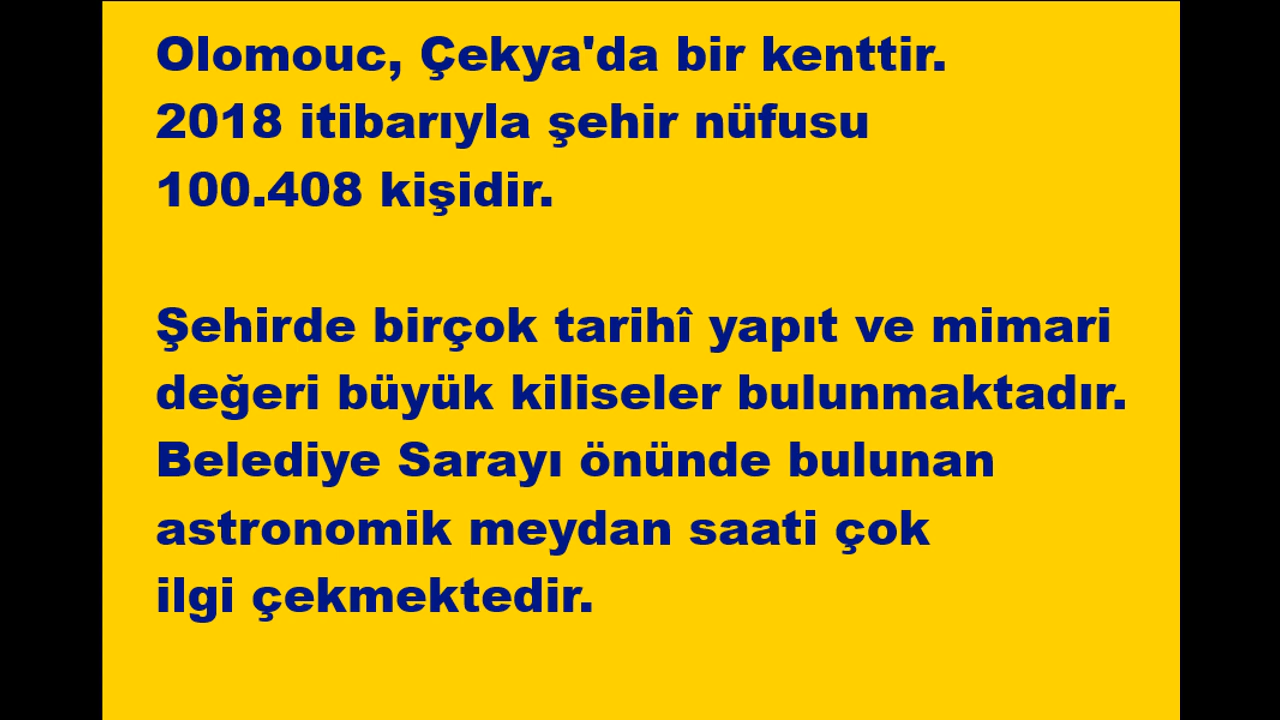 Olomouc, Çekya'da bir kenttir.
2018 itibarıyla şehir nüfusu
100.408 kişidir.
Şehirde birçok tarihî yapıt ve mimari
değeri büyük kiliseler bulunmaktadır.
Belediye Sarayı önünde bulunan
astronomik meydan saati çok
ilgi çekmektedir.